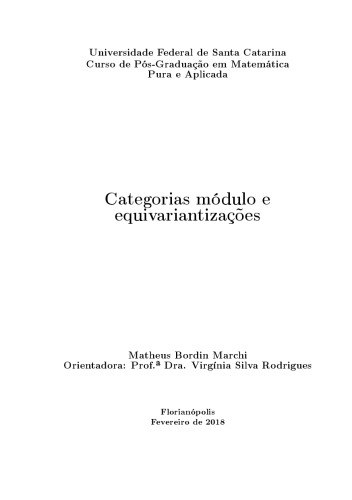 Universidade Federal de Santa Catarina
Curso de Pós-Graduação em Matemática
Pura e Aplicada
Categorias módulo e
equivariantizações
Matheus Bordin Marchi
Orientadora: Prof.ª Dra. Virgínia Silva Rodrigues
Florianópolis
Fevereiro de 2018